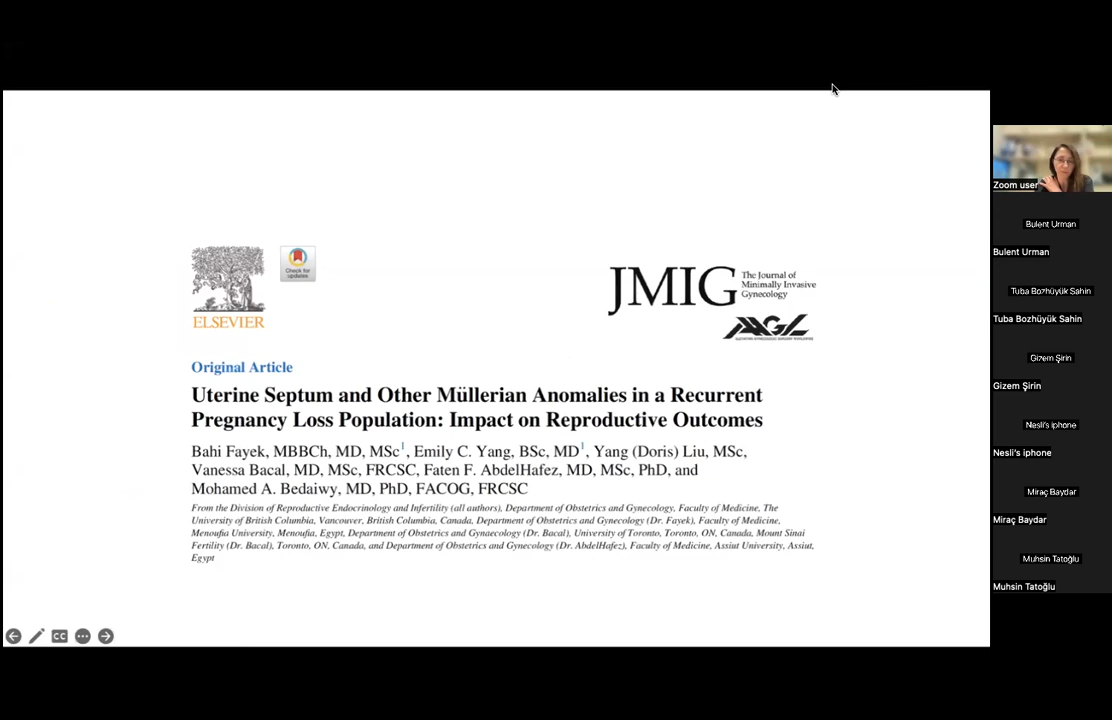 ELSEVIER
Check for
updates
JMIG
The Journal of
Minimally Invasive
Gynecology
AAGL
Original Article
Uterine Septum and Other Müllerian Anomalies in a Recurrent
Pregnancy Loss Population: Impact on Reproductive Outcomes
Bahi Fayek, MBBCh, MD, MSc1, Emily C. Yang, BSc, MD1, Yang (Doris) Liu, MSc,
Vanessa Bacal, MD, MSc, FRCSC, Faten F. AbdelHafez, MD, MSc, PhD, and
Mohamed A. Bedaiwy, MD, PhD, FACOG, FRCSC
From the Division of Reproductive Endocrinology and Infertility (all authors), Department of Obstetrics and Gynecology, Faculty of Medicine, The
University of British Columbia, Vancouver, British Columbia, Canada, Department of Obstetrics and Gynecology (Dr. Fayek), Faculty of Medicine,
Menoufia University, Menoufia, Egypt, Department of Obstetrics and Gynaecology (Dr. Bacal), University of Toronto, Toronto, ON, Canada, Mount Sinai
Fertility (Dr. Bacal), Toronto, ON, Canada, and Department of Obstetrics and Gynecology (Dr. AbdelHafez), Faculty of Medicine, Assiut University, Assiut,
Egypt
CC
Zoom user
Bulent Urman
Bulent Urman
Tuba Bozhüyük Sahin
Tuba Bozhüyük Sahin
Gizem Şirin
Gizem Şirin
Nesli's iphone
Nesli's iphone
Miraç Baydar
Miraç Baydar
Muhsin Tatoğlu
Muhsin Tatoğlu